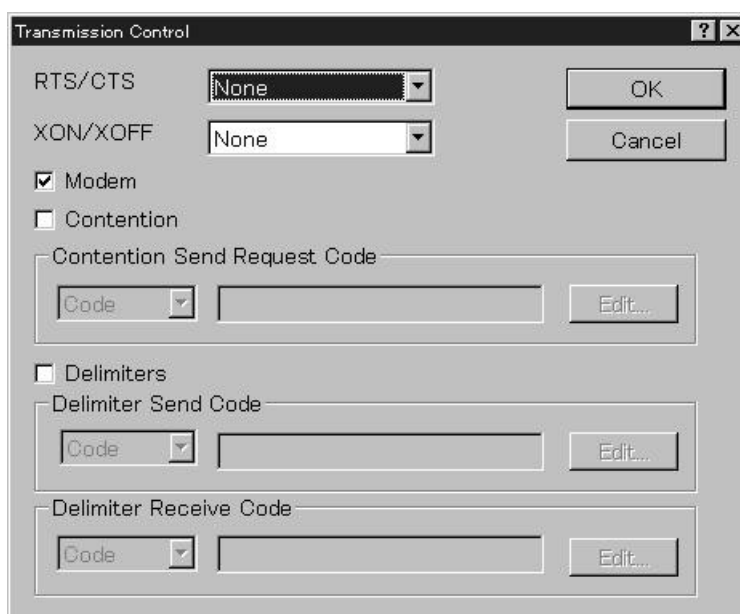 Transmission Control
RTS/CTS None OK
XON/XOFF None Cancel
Modem
Contention
Contention Send Request Code
Code Edit...
Delimiters
Delimiter Send Code
Code Edit...
Delimiter Receive Code
Code Edit...